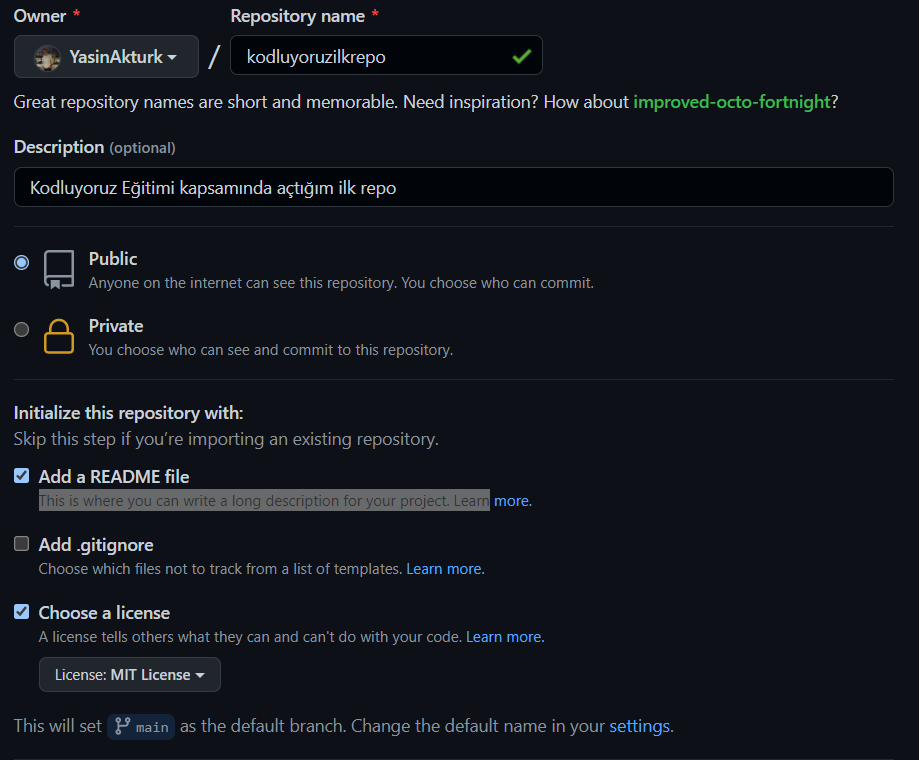 Owner * Repository name *
YasinAkturk / kodluyoruzilkrepo
Great repository names are short and memorable. Need inspiration? How about improved-octo-fortnight?
Description (optional)
Kodluyoruz Eğitimi kapsamında açtığım ilk repo
Public
Anyone on the internet can see this repository. You choose who can commit.
Private
You choose who can see and commit to this repository.
Initialize this repository with:
Skip this step if you're importing an existing repository.
Add a README file
This is where you can write a long description for your project. Learn more.
Add .gitignore
Choose which files not to track from a list of templates. Learn more.
Choose a license
A license tells others what they can and can't do with your code. Learn more.
License: MIT License
This will set main as the default branch. Change the default name in your settings.